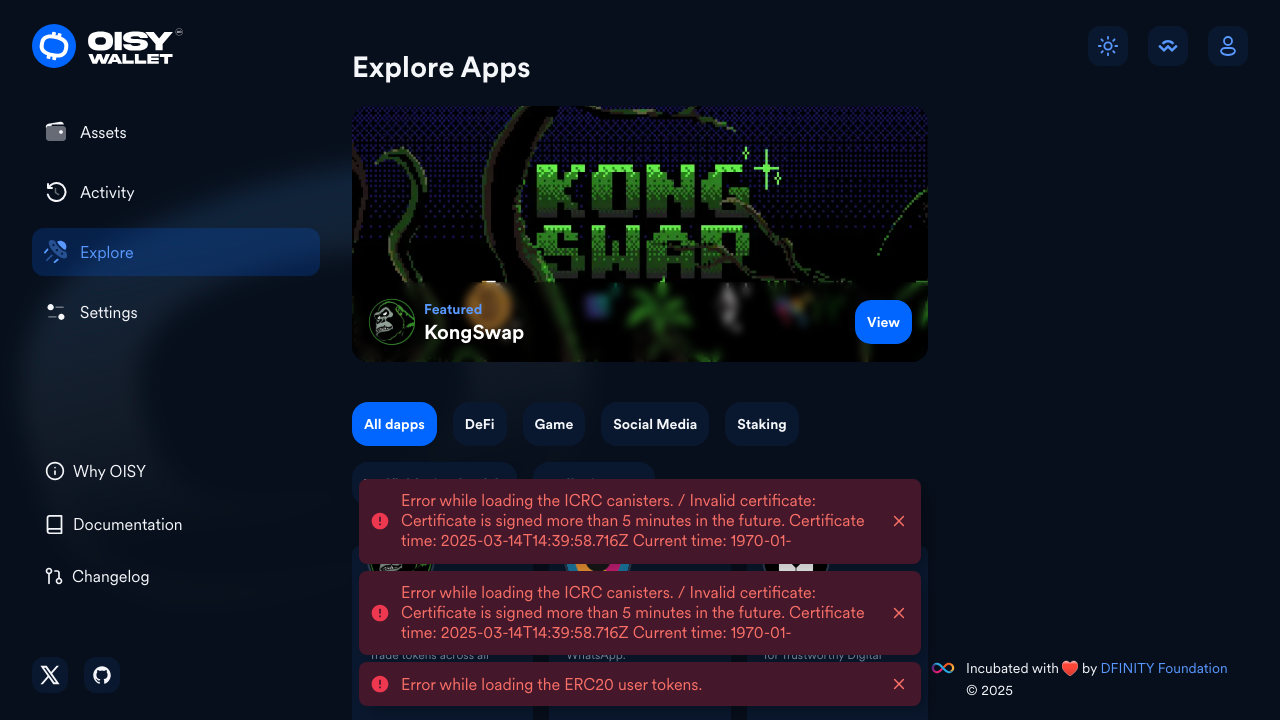 OISY
WALLET
Explore Apps
Assets
Activity
Explore
Settings
KONG
SWAP
Featured
KongSwap
View
All dapps
DeFi
Game
Social Media
Staking
Error while loading the ICRC canisters. / Invalid certificate:
Certificate is signed more than 5 minutes in the future. Certificate
time: 2025-03-14T14:39:58.716Z Current time: 1970-01-
Error while loading the ICRC canisters. / Invalid certificate:
Certificate is signed more than 5 minutes in the future. Certificate
time: 2025-03-14T14:39:58.716Z Current time: 1970-01-
Trade tokens across all
WhatsApp.
for Trustworthy Digital
Error while loading the ERC20 user tokens.
Why OISY
Documentation
Changelog
Incubated with ❤️ by DFINITY Foundation
© 2025